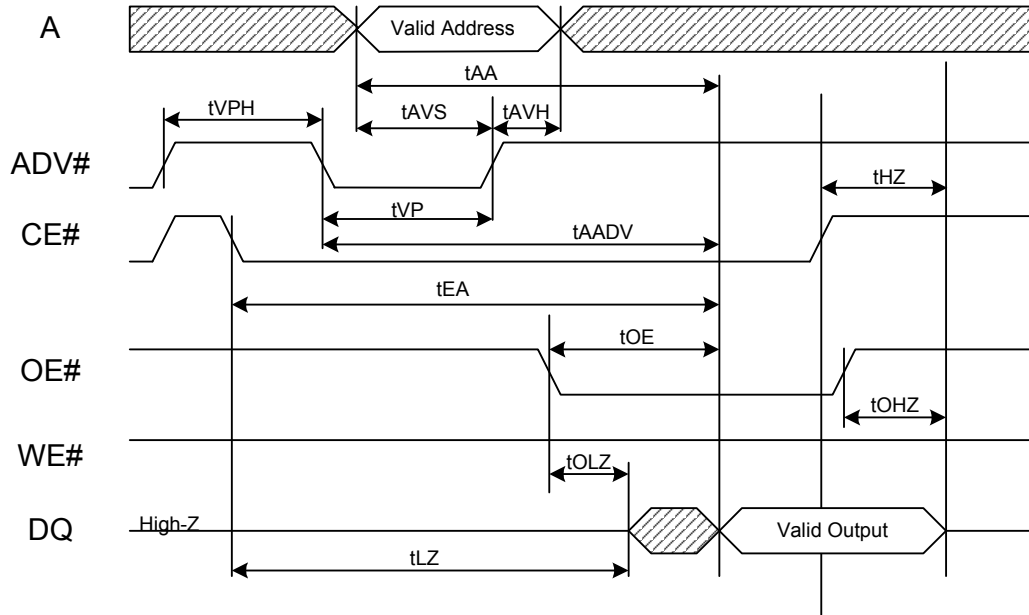 A
Valid Address
tAA
tVPH
tAVS
tAVH
ADV#
tHZ
tVP
CE#
tAADV
tEA
tOE
OE#
tOHZ
WE#
tOLZ
DQ
High-Z
Valid Output
tLZ